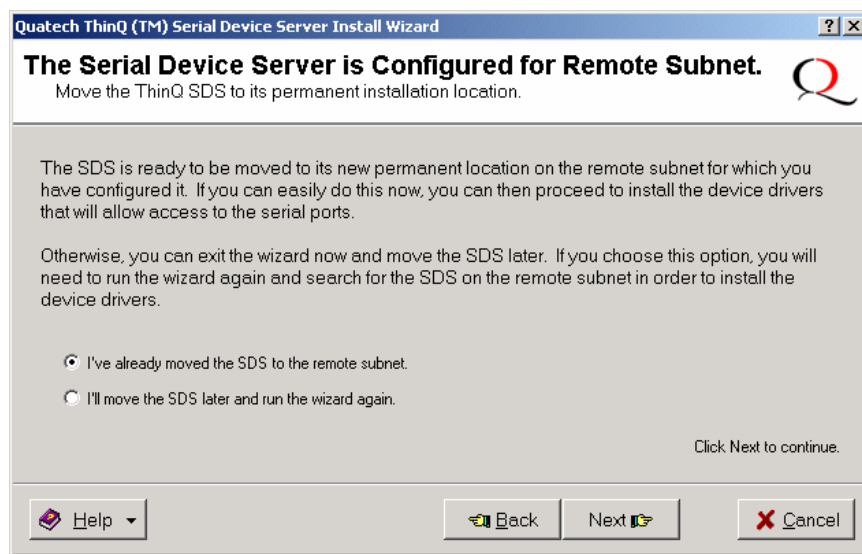 Quatech ThinQ (TM) Serial Device Server Install Wizard
The Serial Device Server is Configured for Remote Subnet.
Move the ThinQ SDS to its permanent installation location.
The SDS is ready to be moved to its new permanent location on the remote subnet for which you
have configured it. If you can easily do this now, you can then proceed to install the device drivers
that will allow access to the serial ports.
Otherwise, you can exit the wizard now and move the SDS later. If you choose this option, you will
need to run the wizard again and search for the SDS on the remote subnet in order to install the
device drivers.
I've already moved the SDS to the remote subnet.
I'll move the SDS later and run the wizard again.
Click Next to continue.
Help
Back
Next
Cancel